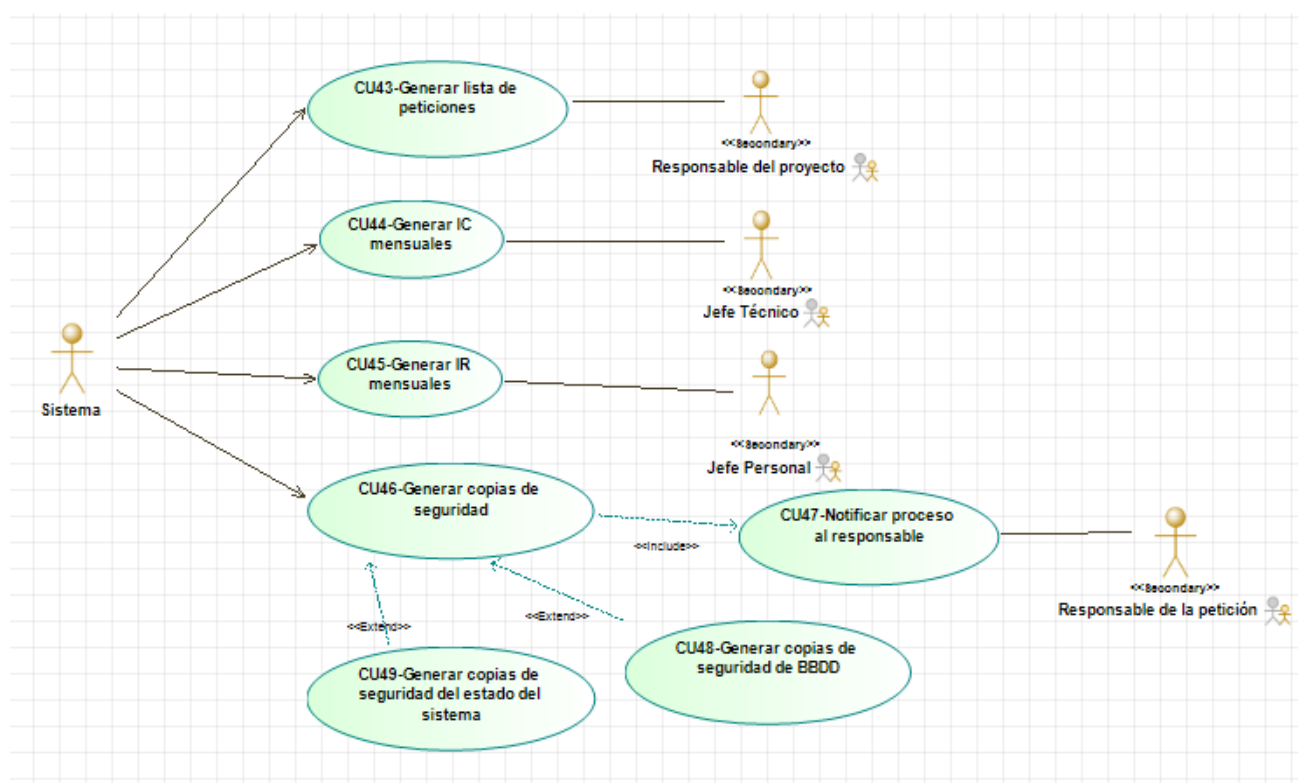 CU43-Generar lista de
peticiones
<<Secondary>>
Responsable del proyecto
CU44-Generar IC
mensuales
<<Secondary>>
Jefe Técnico
Sistema
CU45-Generar IR
mensuales
<<Secondary>>
Jefe Personal
CU46-Generar copias de
seguridad
<<Include>>
CU47-Notificar proceso
al responsable
<<Secondary>>
Responsable de la petición
<<Extend>>
<<Extend>>
CU48-Generar copias de
seguridad de BBDD
CU49-Generar copias de
seguridad del estado del
sistema